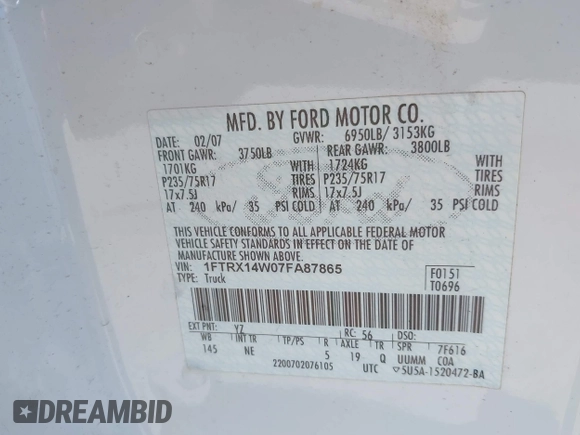 MFD. BY FORD MOTOR CO.
DATE: 02/07 GVWR: 6950LB/ 3153KG
FRONT GAWR: 3750LB REAR GAWR: 3800LB
1701KG 1724KG
P235/75R17 TIRES P235/75R17 TIRES
17x7.5J RIMS 17x7.5J RIMS
AT 240 kPa/ 35 PSI COLD AT 240 kPa/ 35 PSI COLD
THIS VEHICLE CONFORMS TO ALL APPLICABLE FEDERAL MOTOR
VEHICLE SAFETY STANDARDS IN EFFECT ON THE DATE OF
MANUFACTURE SHOWN ABOVE.
VIN: 1FTRX14W07FA87865
TYPE: Truck
F0151
T0696
EXT PNT: YZ RC: 56 DSO:
WB INT TR TP/PS R AXLE TR SPR 7F616
145 NE 5 19 Q UUMM COA
2200702076105 UTC ▽5U5A-1520472-BA
DREAMBID